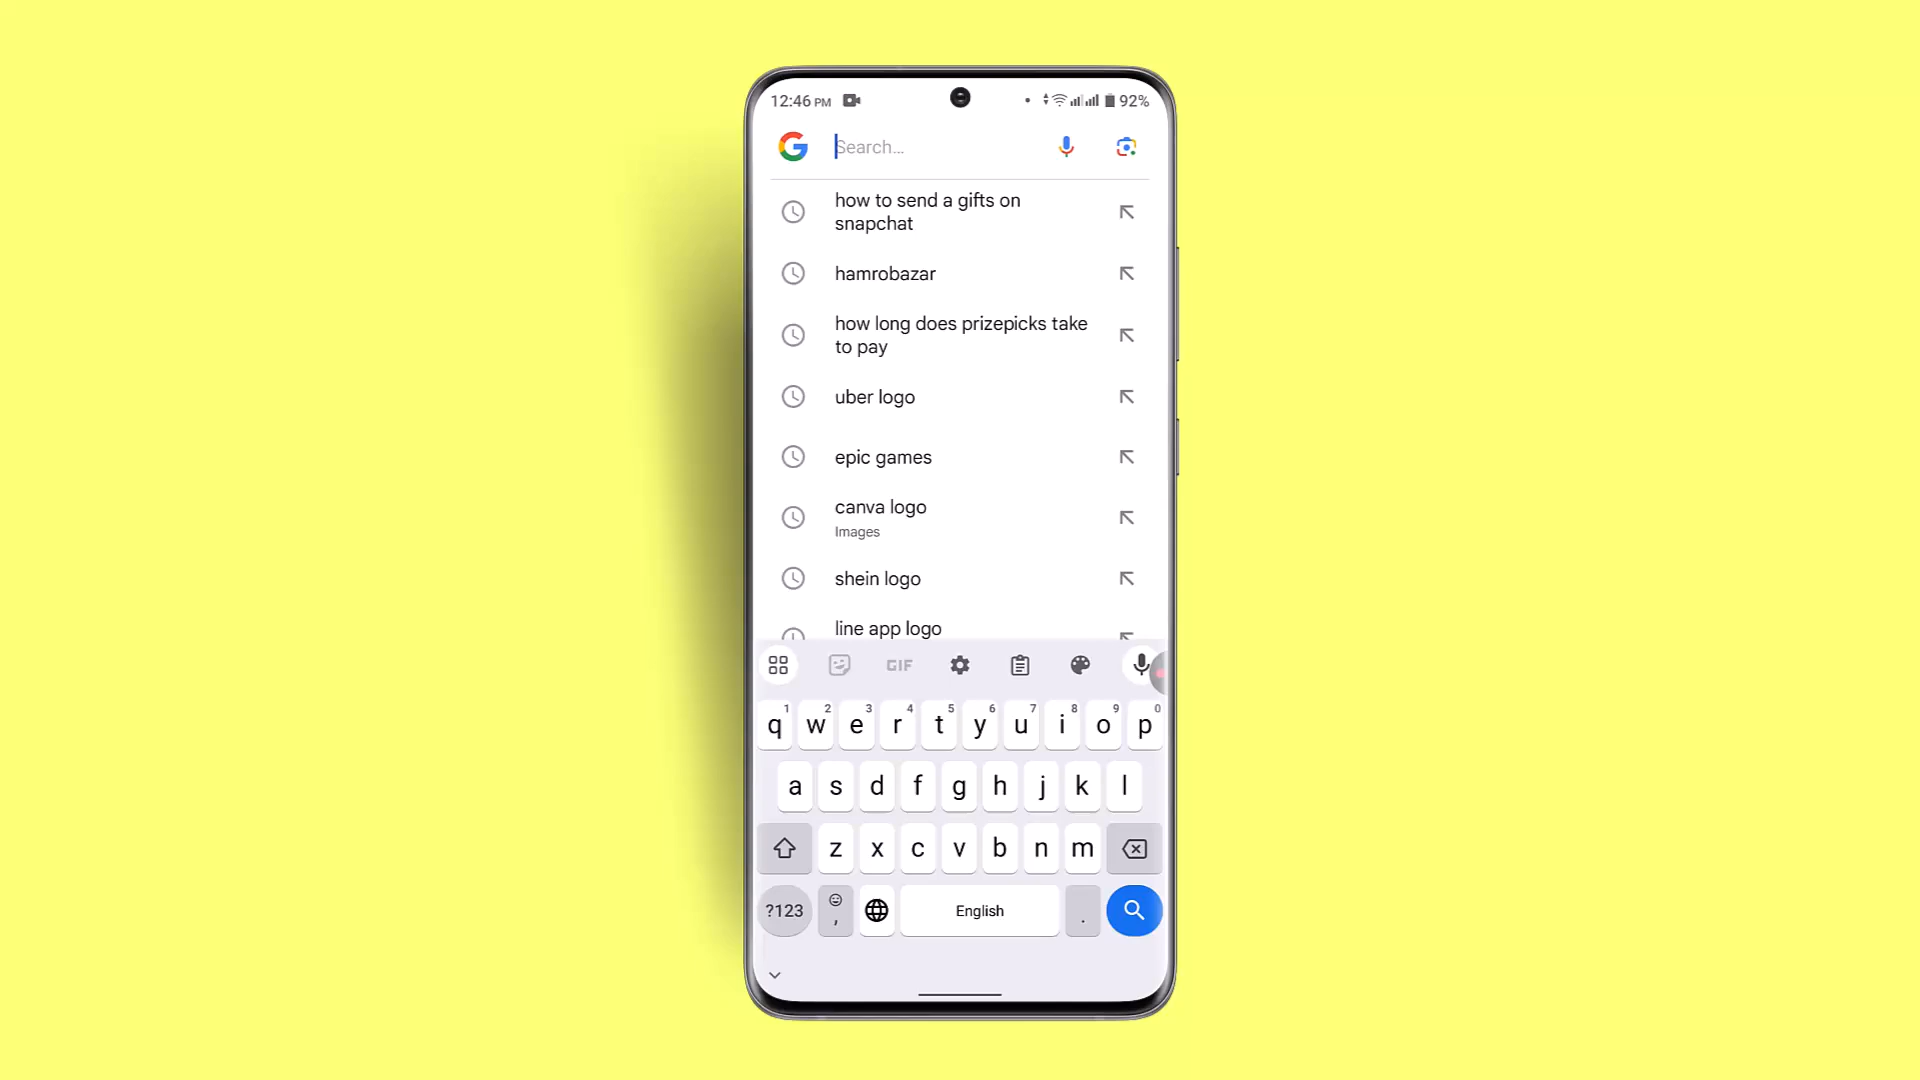 12:46 PM
92%
Search...
how to send a gifts on
snapchat
hamrobazar
how long does prizepicks take
to pay
uber logo
epic games
canva logo
Images
shein logo
line app logo
GIF
1 2 3 4 5 6 7 8 9 0
q w e r t y u i o p
a s d f g h j k l
z x c v b n m
?123 , English .